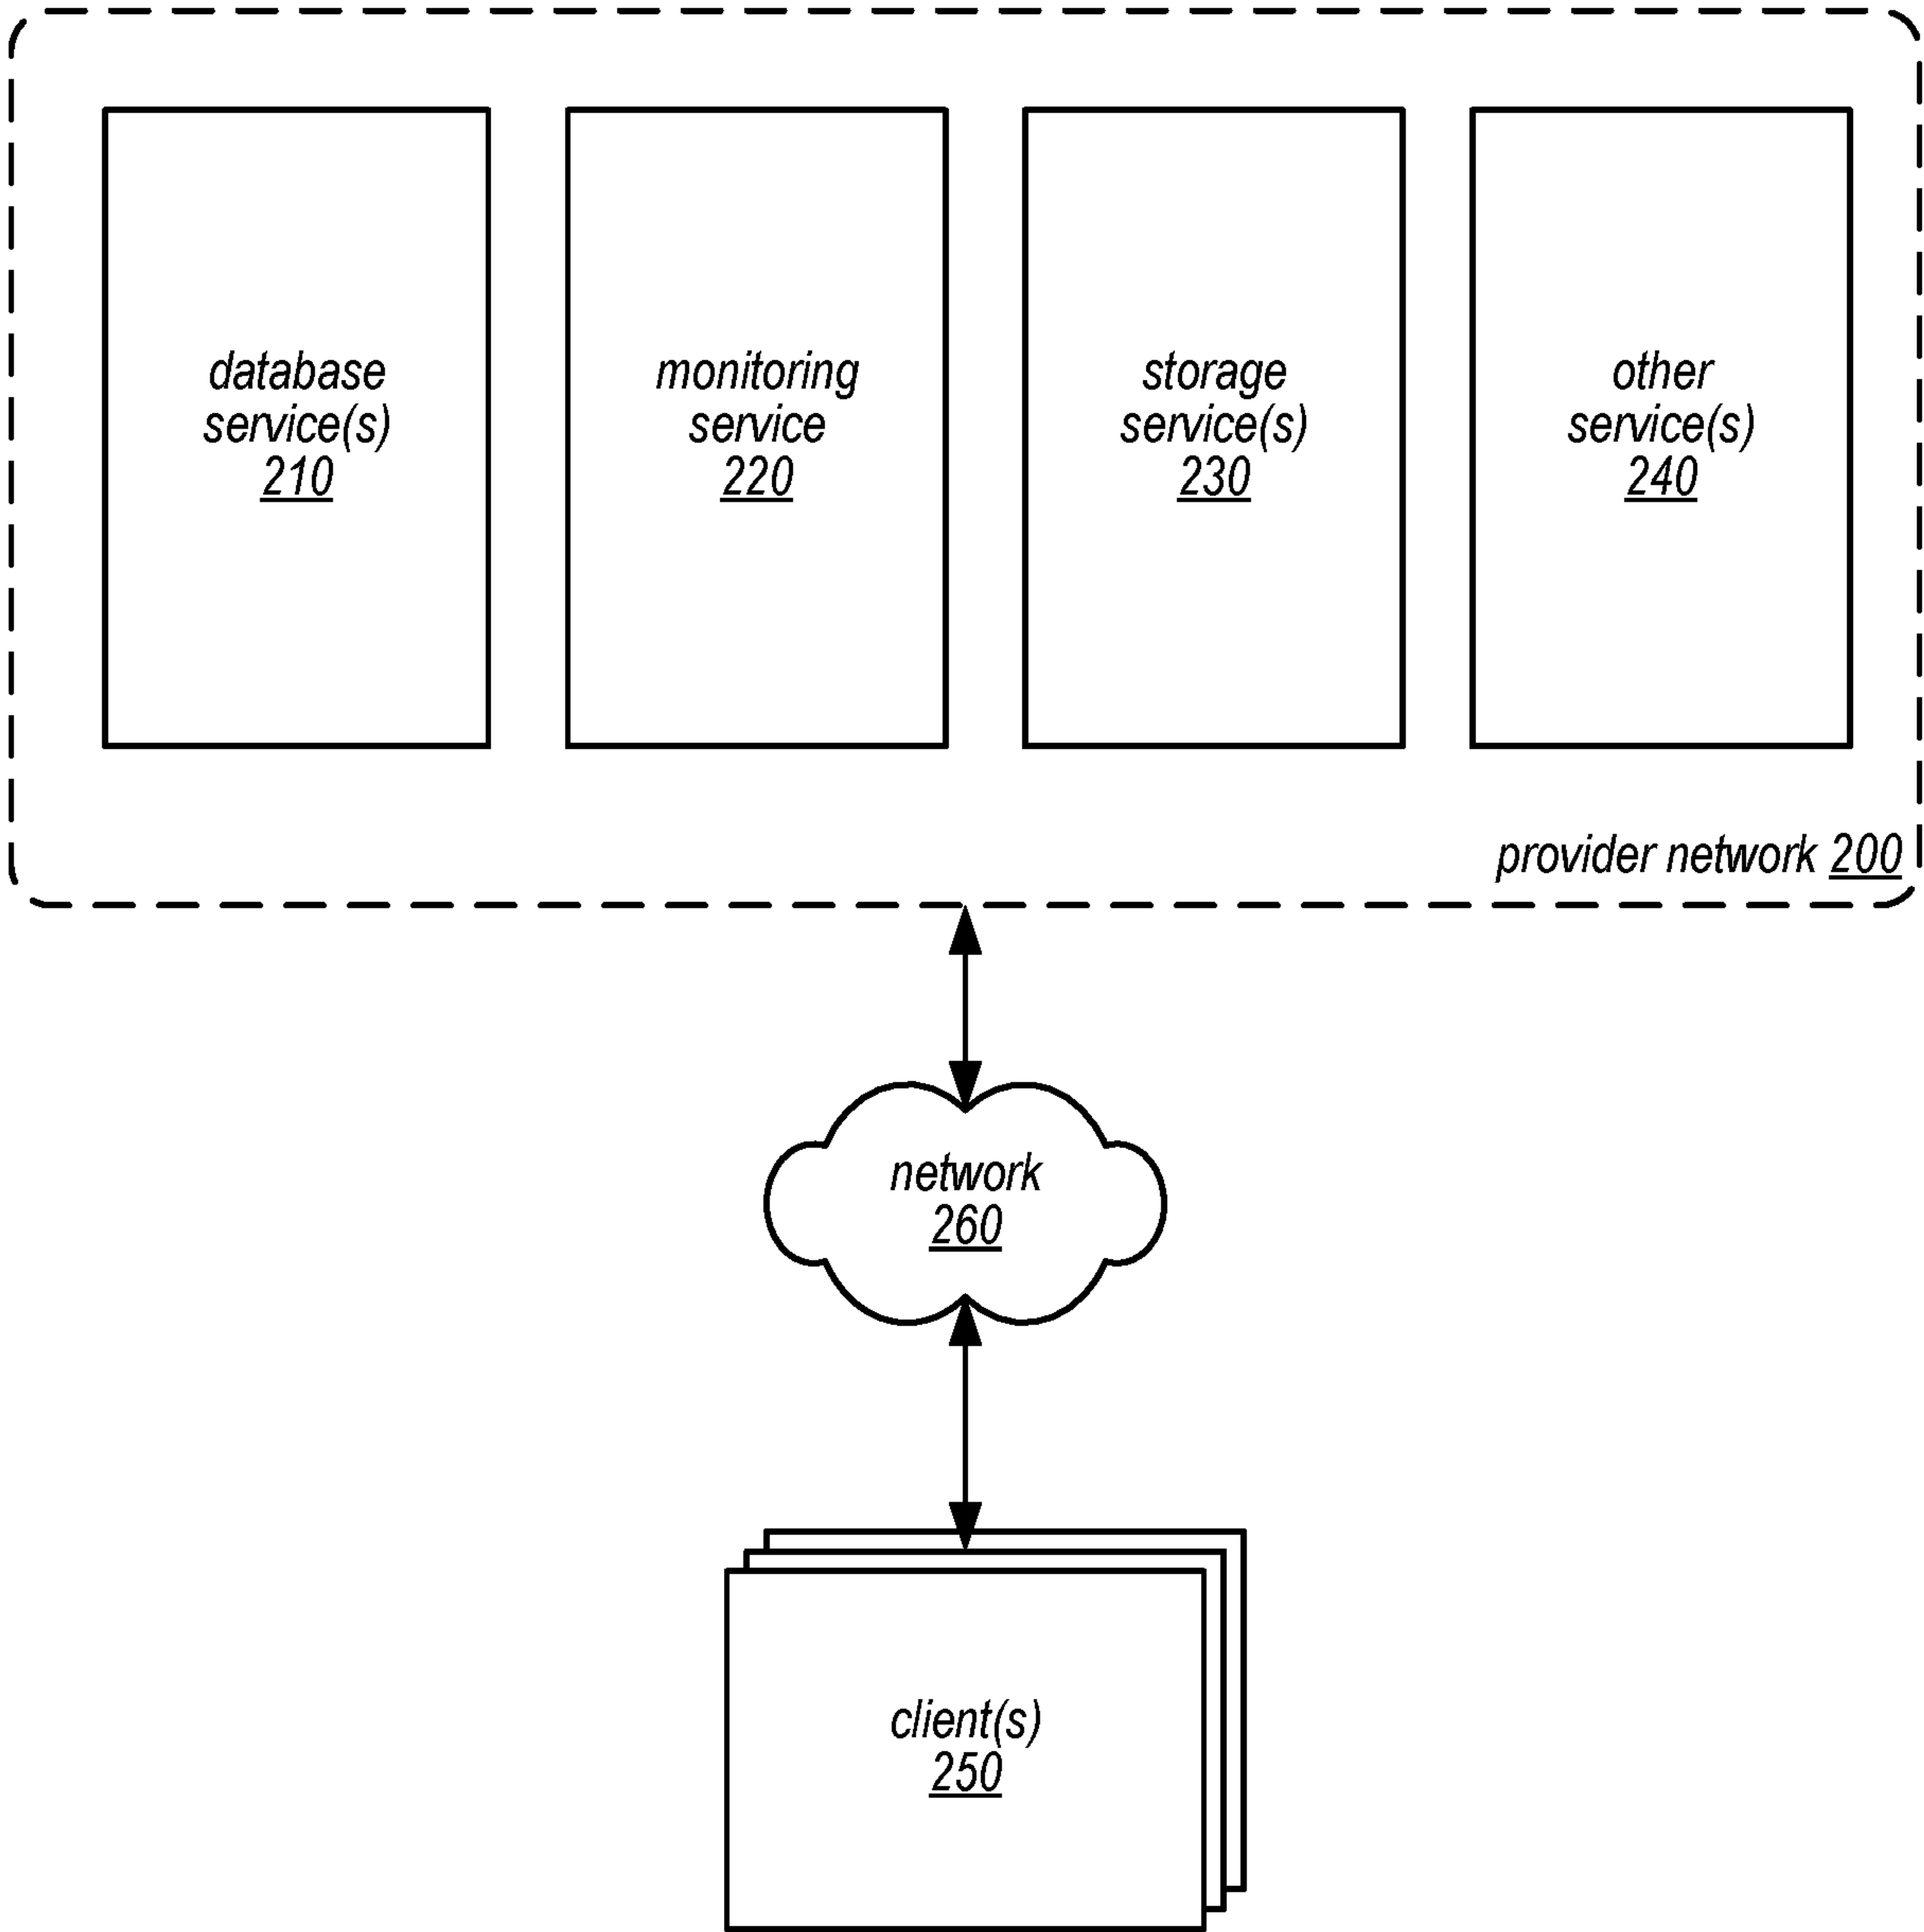 database
service(s)
210
monitoring
service
220
storage
service(s)
230
other
service(s)
240
provider network 200
network
260
client(s)
250